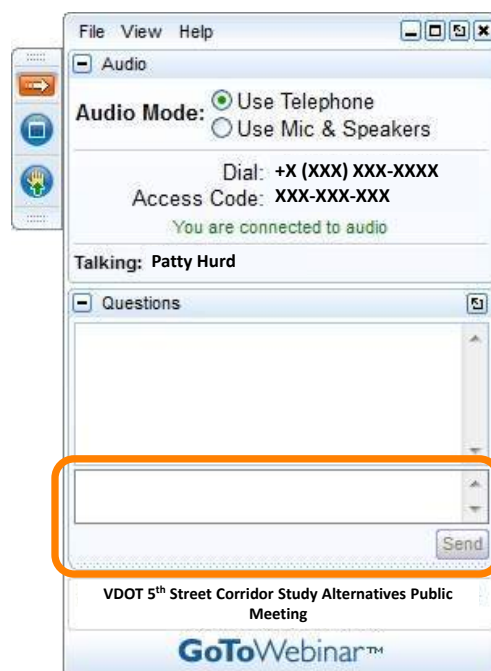 File View Help
Audio
Audio Mode: Use Telephone
Use Mic & Speakers
Dial: +X (XXX) XXX-XXXX
Access Code: XXX-XXX-XXX
You are connected to audio
Talking: Patty Hurd
Questions
Send
VDOT 5th Street Corridor Study Alternatives Public
Meeting
GoToWebinar™